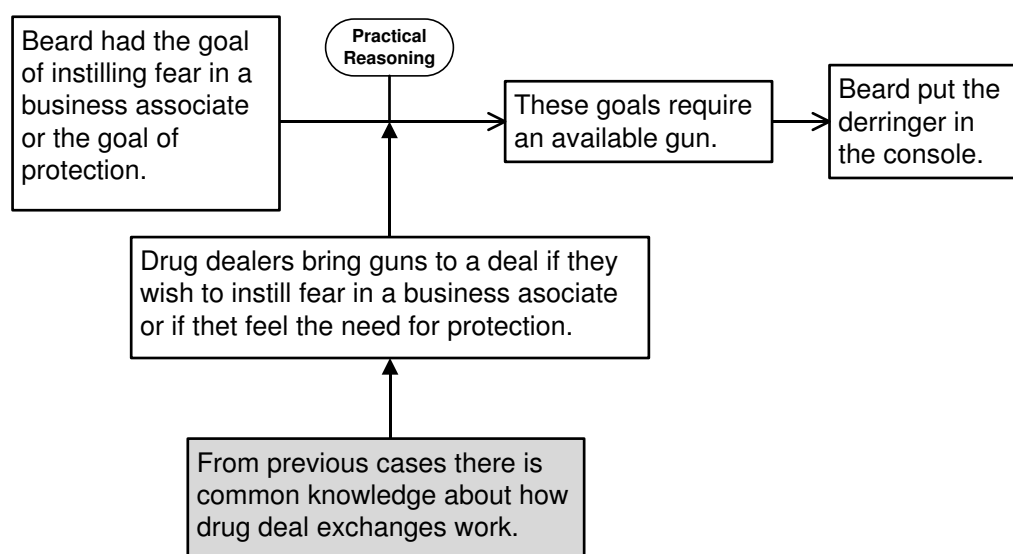 Beard had the goal
of instilling fear in a
business associate
or the goal of
protection.
Practical
Reasoning
These goals require
an available gun.
Beard put the
derringer in
the console.
Drug dealers bring guns to a deal if they
wish to instill fear in a business asociate
or if thet feel the need for protection.
From previous cases there is
common knowledge about how
drug deal exchanges work.